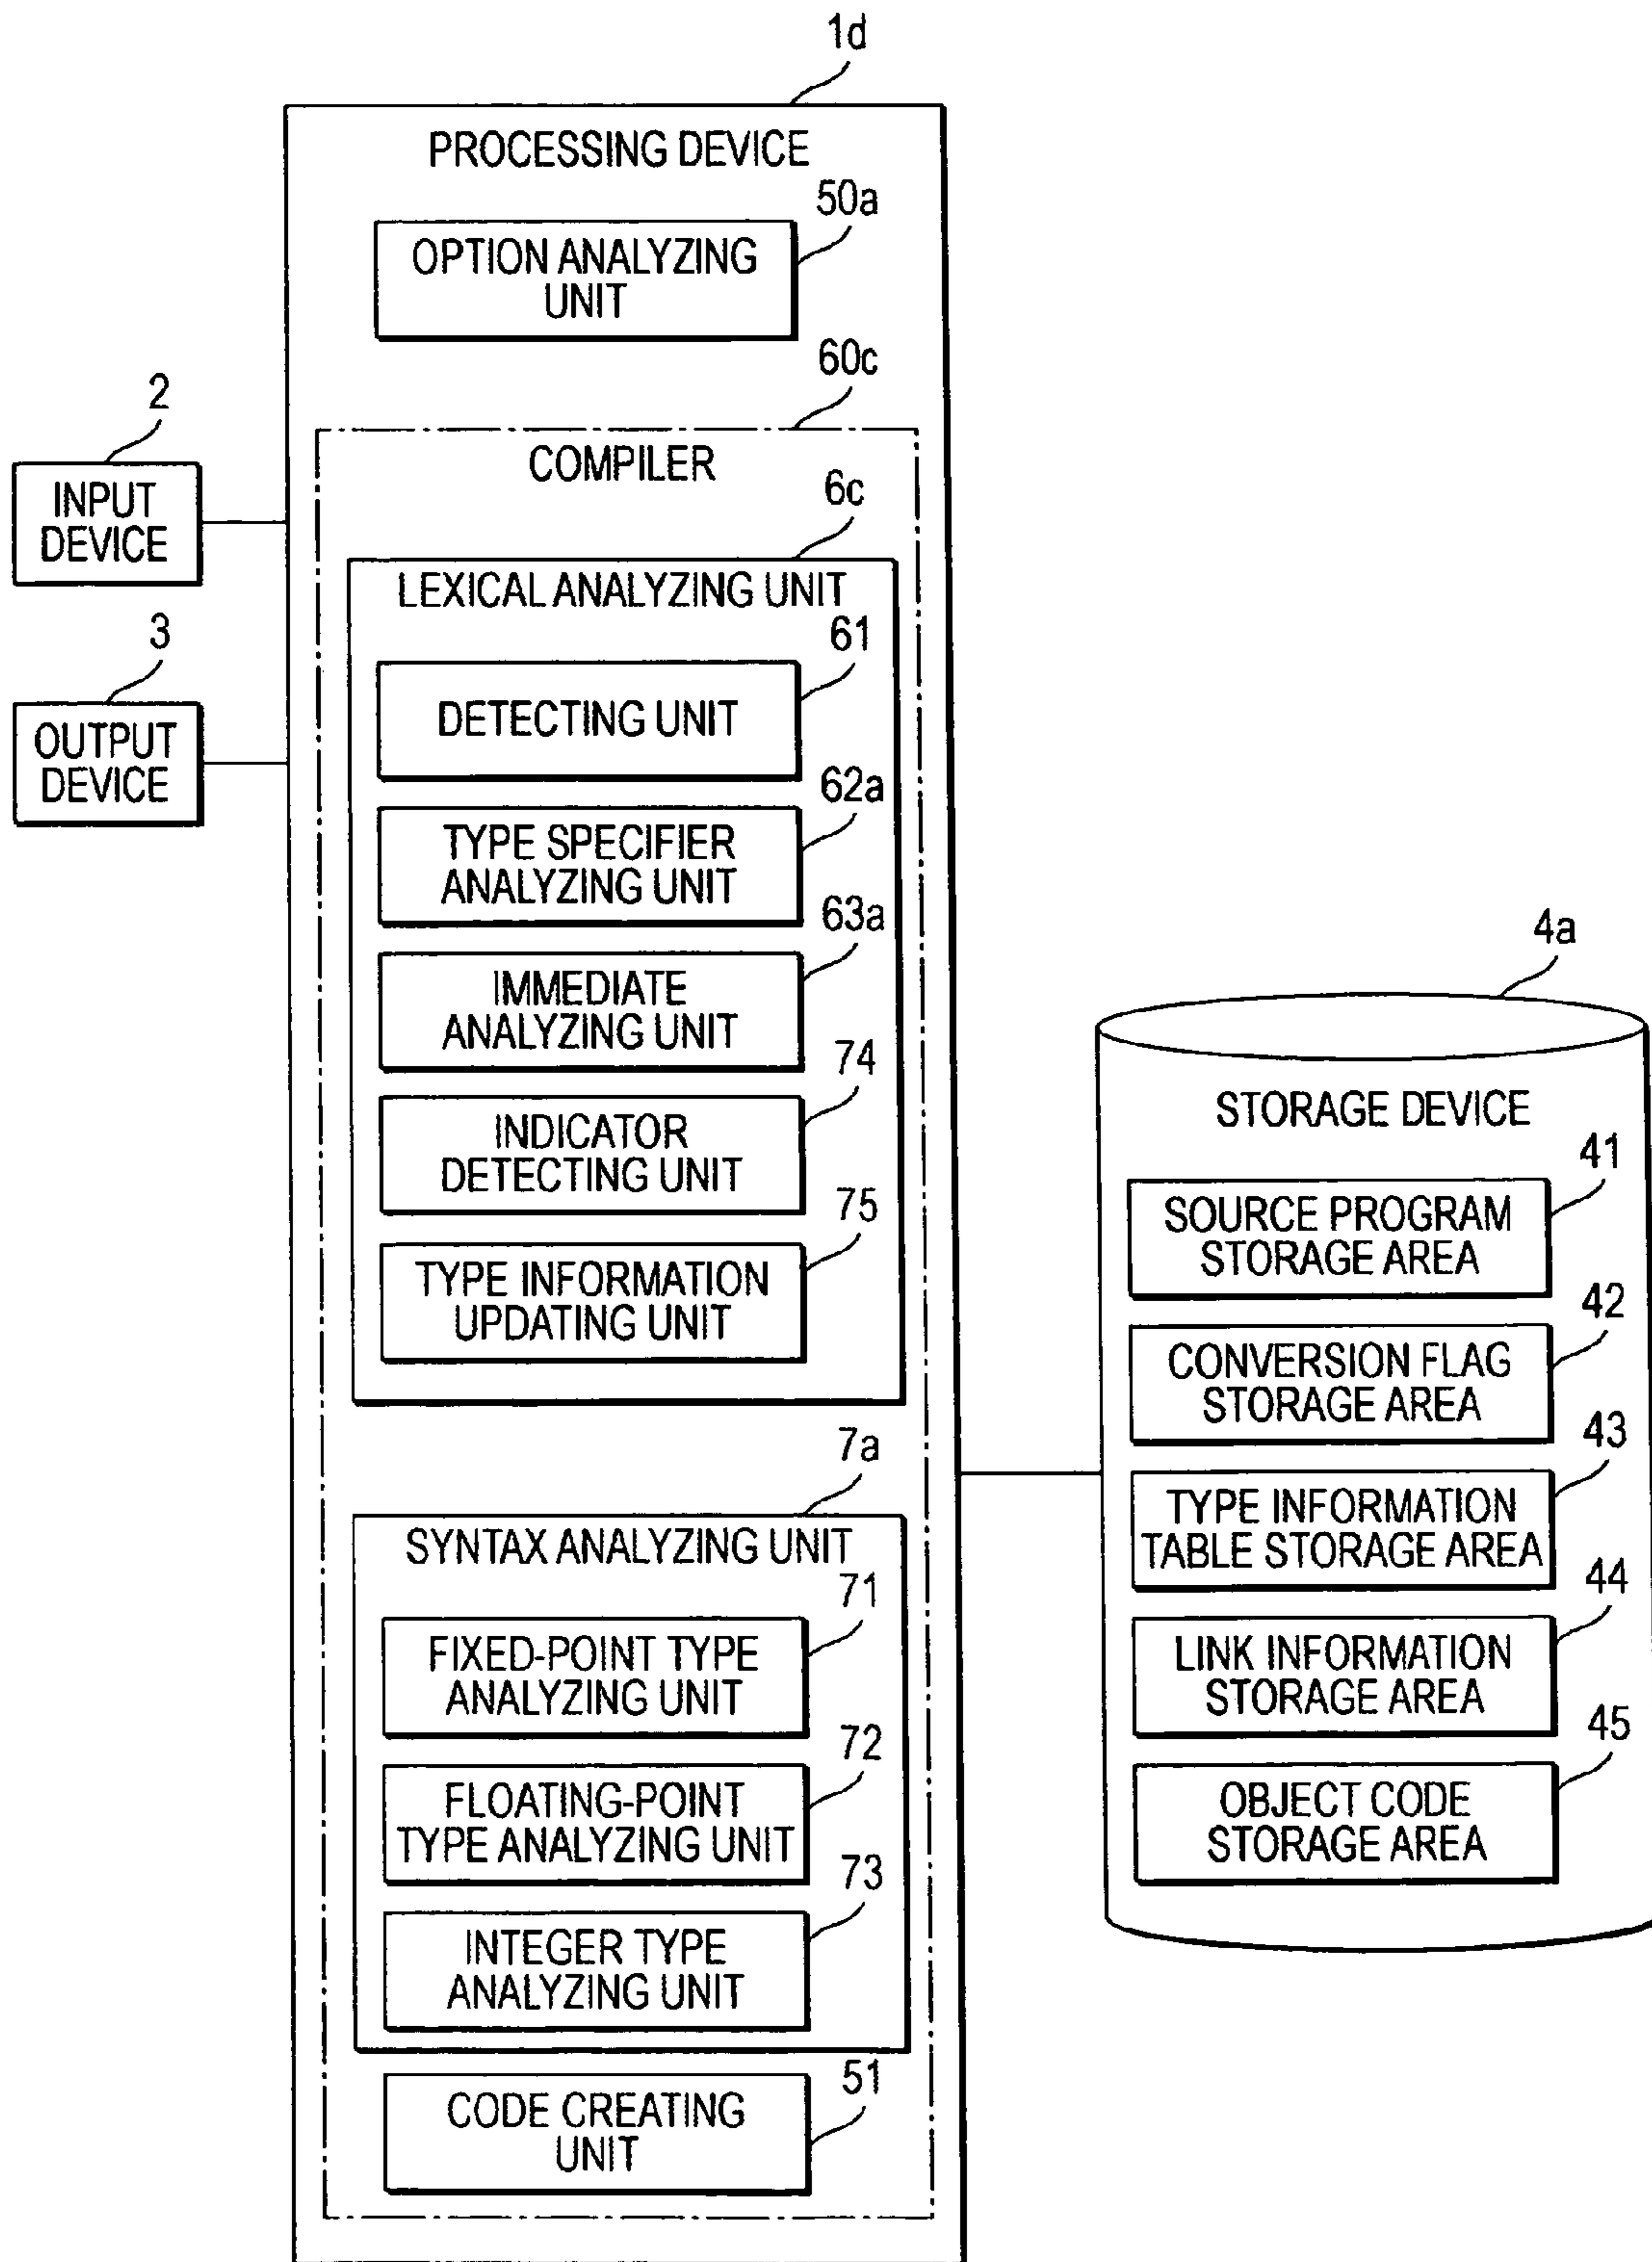 1d
PROCESSING DEVICE
50a
OPTION ANALYZING
UNIT
60c
COMPILER
2
INPUT
DEVICE
3
OUTPUT
DEVICE
6c
LEXICAL ANALYZING UNIT
61
DETECTING UNIT
62a
TYPE SPECIFIER
ANALYZING UNIT
63a
IMMEDIATE
ANALYZING UNIT
74
INDICATOR
DETECTING UNIT
75
TYPE INFORMATION
UPDATING UNIT
7a
SYNTAX ANALYZING UNIT
71
FIXED-POINT TYPE
ANALYZING UNIT
72
FLOATING-POINT
TYPE ANALYZING UNIT
73
INTEGER TYPE
ANALYZING UNIT
51
CODE CREATING
UNIT
4a
STORAGE DEVICE
41
SOURCE PROGRAM
STORAGE AREA
42
CONVERSION FLAG
STORAGE AREA
43
TYPE INFORMATION
TABLE STORAGE AREA
44
LINK INFORMATION
STORAGE AREA
45
OBJECT CODE
STORAGE AREA